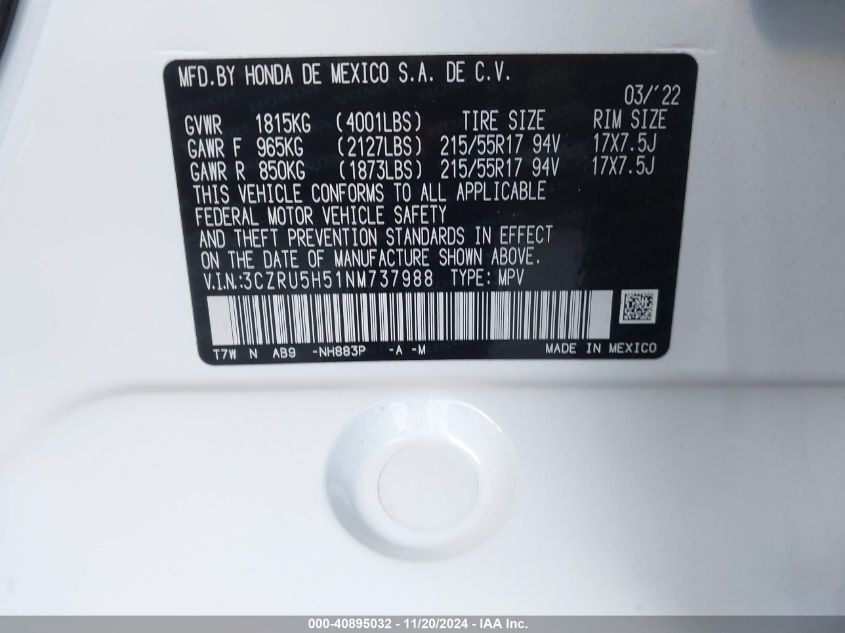 MFD.BY HONDA DE MEXICO S.A. DE C.V.
03/'22
GVWR 1815KG (4001LBS) TIRE SIZE RIM SIZE
GAWR F 965KG (2127LBS) 215/55R17 94V 17X7.5J
GAWR R 850KG (1873LBS) 215/55R17 94V 17X7.5J
THIS VEHICLE CONFORMS TO ALL APPLICABLE
FEDERAL MOTOR VEHICLE SAFETY
AND THEFT PREVENTION STANDARDS IN EFFECT
ON THE DATE OF MANUFACTURE SHOWN ABOVE.
V.I.N.:3CZRU5H51NM737988 TYPE: MPV
T7W N AB9 -NH883P -A -M MADE IN MEXICO
000-40895032 - 11/20/2024 - IAA Inc.